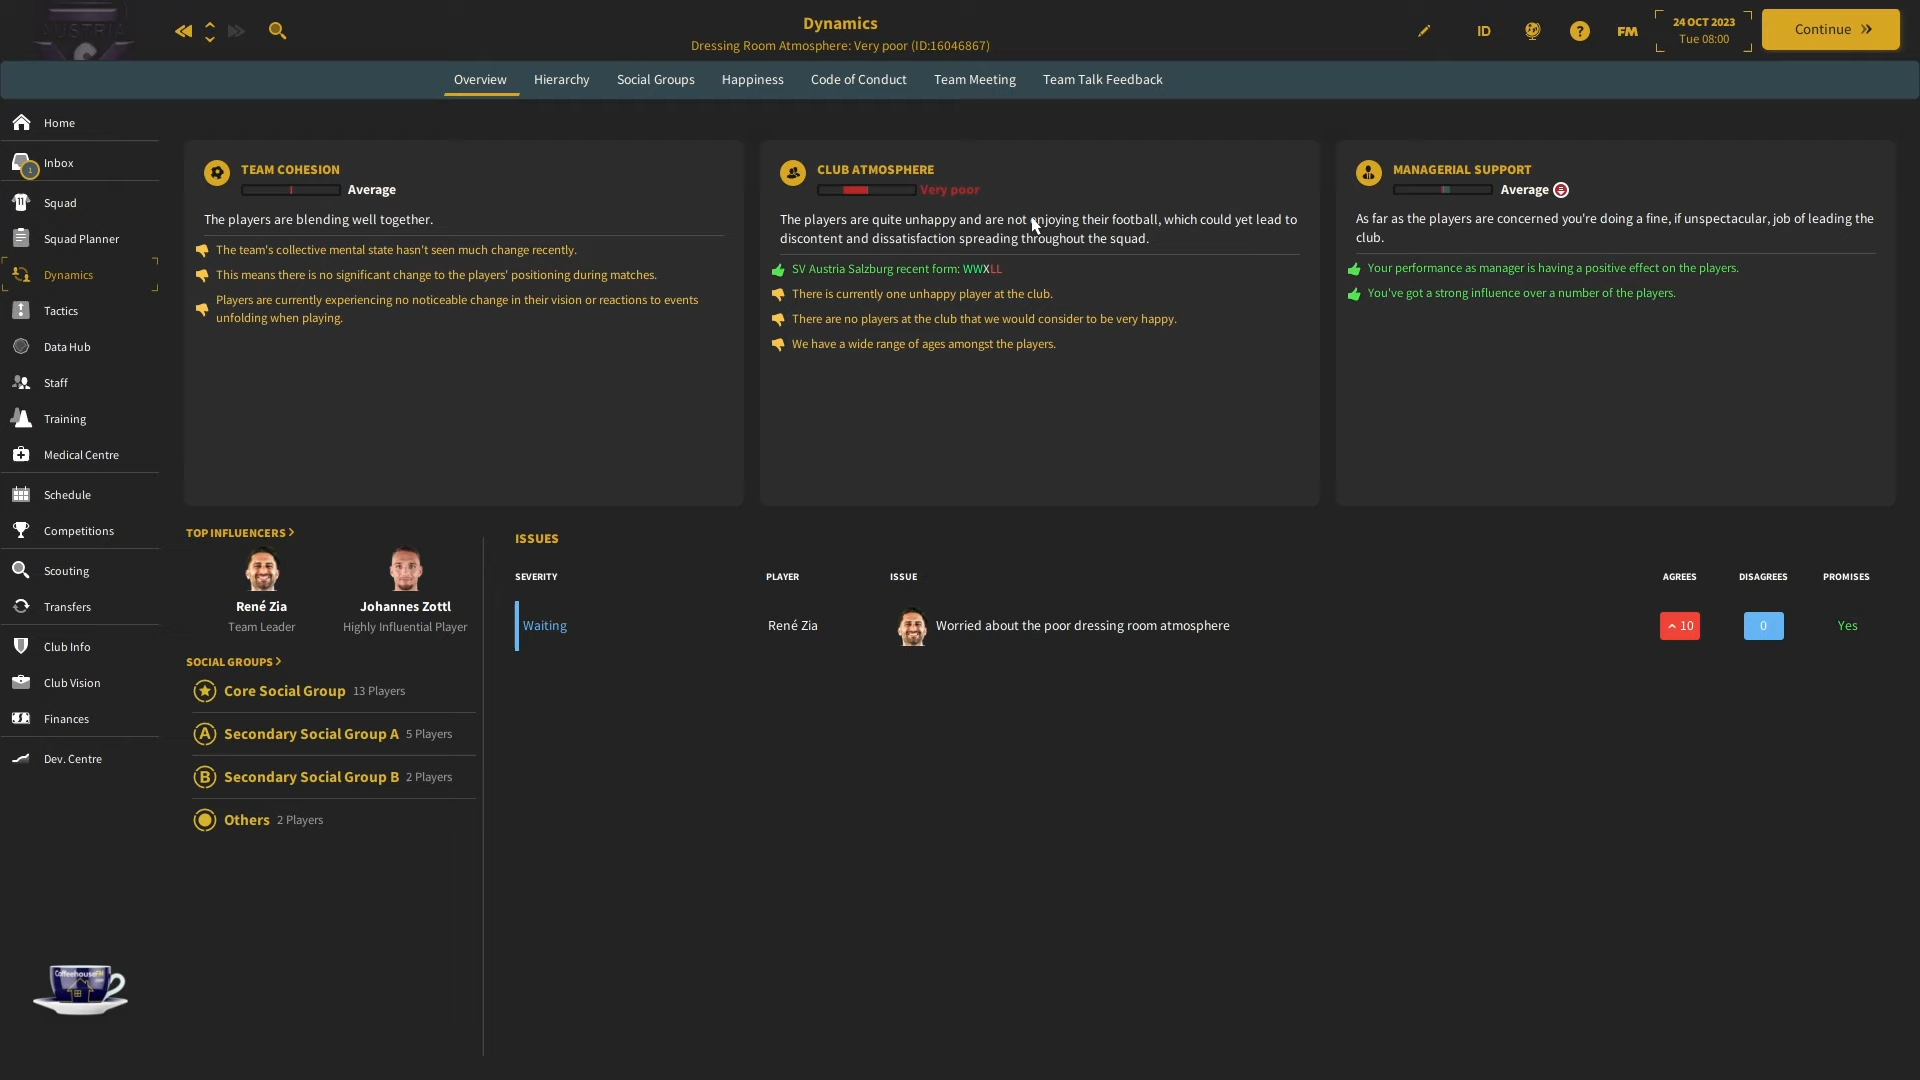 AUSTRIA
Dynamics
Dressing Room Atmosphere: Very poor (ID:16046867)
ID
?
FM
24 OCT 2023
Tue 08:00
Continue
Overview
Hierarchy
Social Groups
Happiness
Code of Conduct
Team Meeting
Team Talk Feedback
Home
1
Inbox
Squad
Squad Planner
Dynamics
Tactics
Data Hub
Staff
Training
Medical Centre
Schedule
Competitions
Scouting
Transfers
Club Info
Club Vision
Finances
Dev. Centre
CoffeehouseFM
TEAM COHESION
Average
The players are blending well together.
The team's collective mental state hasn't seen much change recently.
This means there is no significant change to the players' positioning during matches.
Players are currently experiencing no noticeable change in their vision or reactions to events
unfolding when playing.
CLUB ATMOSPHERE
Very poor
The players are quite unhappy and are not enjoying their football, which could yet lead to
discontent and dissatisfaction spreading throughout the squad.
SV Austria Salzburg recent form: WWXLL
There is currently one unhappy player at the club.
There are no players at the club that we would consider to be very happy.
We have a wide range of ages amongst the players.
MANAGERIAL SUPPORT
Average
As far as the players are concerned you're doing a fine, if unspectacular, job of leading the
club.
Your performance as manager is having a positive effect on the players.
You've got a strong influence over a number of the players.
TOP INFLUENCERS
René Zia
Team Leader
Johannes Zottl
Highly Influential Player
SOCIAL GROUPS
Core Social Group 13 Players
A Secondary Social Group A 5 Players
B Secondary Social Group B 2 Players
Others 2 Players
ISSUES
SEVERITY PLAYER ISSUE AGREES DISAGREES PROMISES
Waiting René Zia Worried about the poor dressing room atmosphere 10 0 Yes